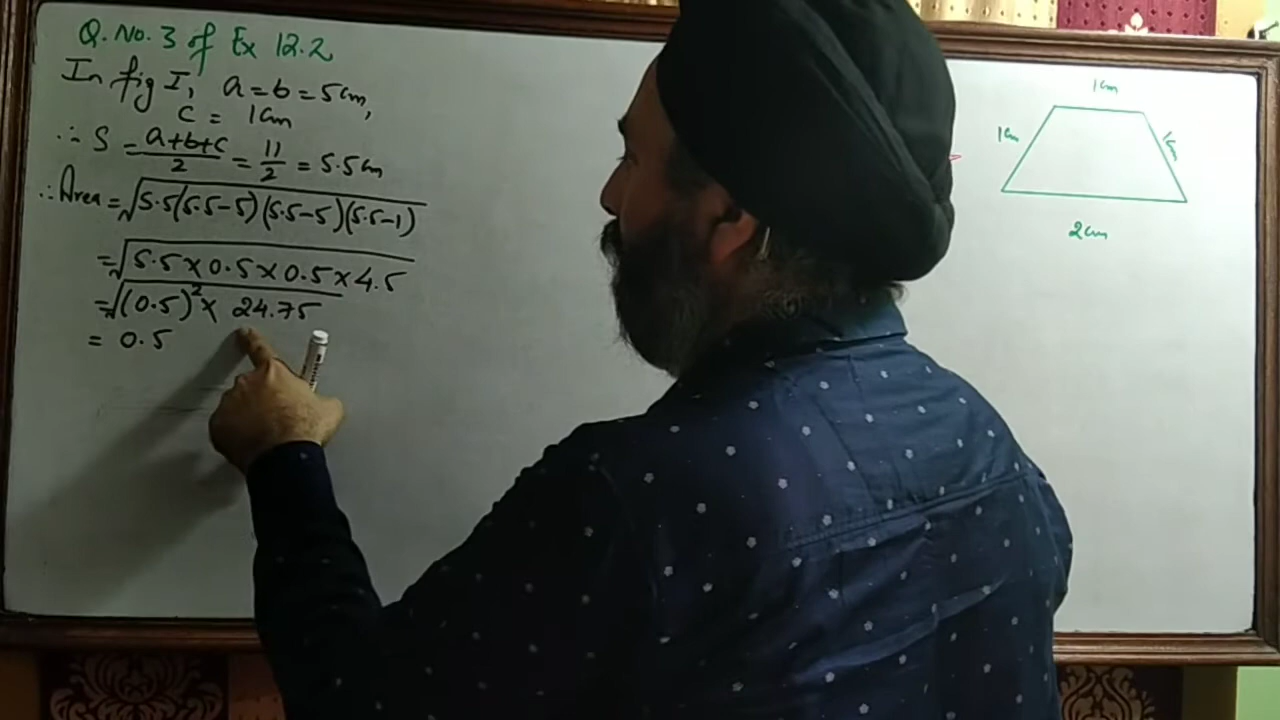 Q. No. 3 of Ex 12.2
In fig I, a = b = 5cm,
c = 1cm
∴ S = a+b+c/2 = 11/2 = 5.5cm
∴ Area = √5.5(5.5-5)(5.5-5)(5.5-1)
= √5.5 × 0.5 × 0.5 × 4.5
= √(0.5)² × 24.75
= 0.5
1cm
1cm
2cm